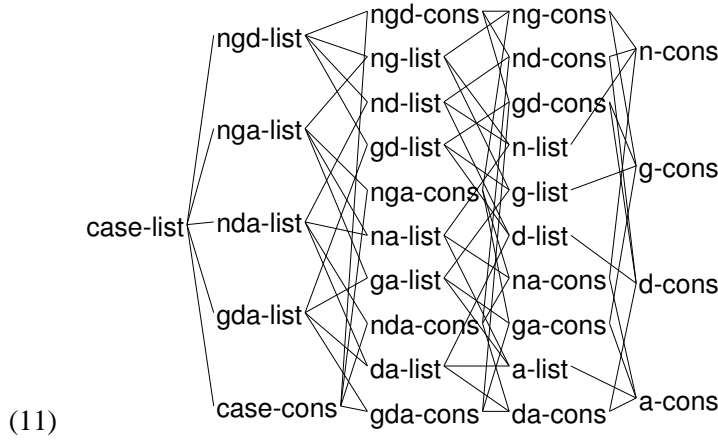 case-list
ngd-list
nga-list
nda-list
gda-list
case-cons
ngd-cons
ng-list
nd-list
gd-list
nga-cons
na-list
ga-list
nda-cons
da-list
gda-cons
ng-cons
nd-cons
gd-cons
n-list
g-list
d-list
na-cons
ga-cons
a-list
da-cons
n-cons
g-cons
d-cons
a-cons
(11)